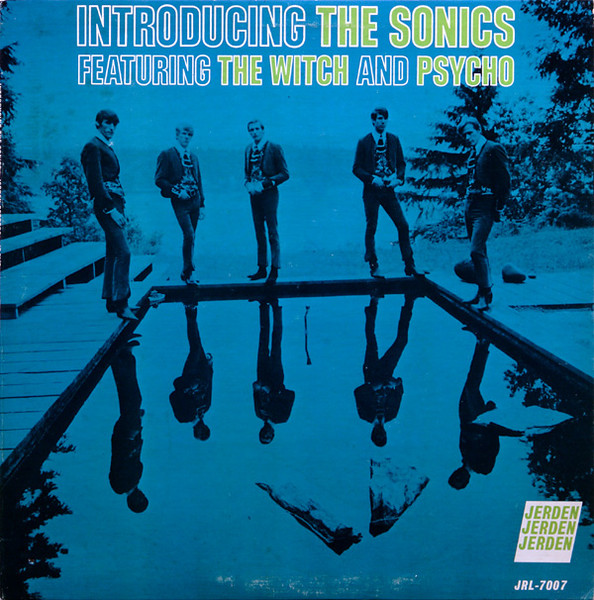 INTRODUCING THE SONICS
FEATURING THE WITCH AND PSYCHO
JERDEN
JERDEN
JERDEN
JRL-7007